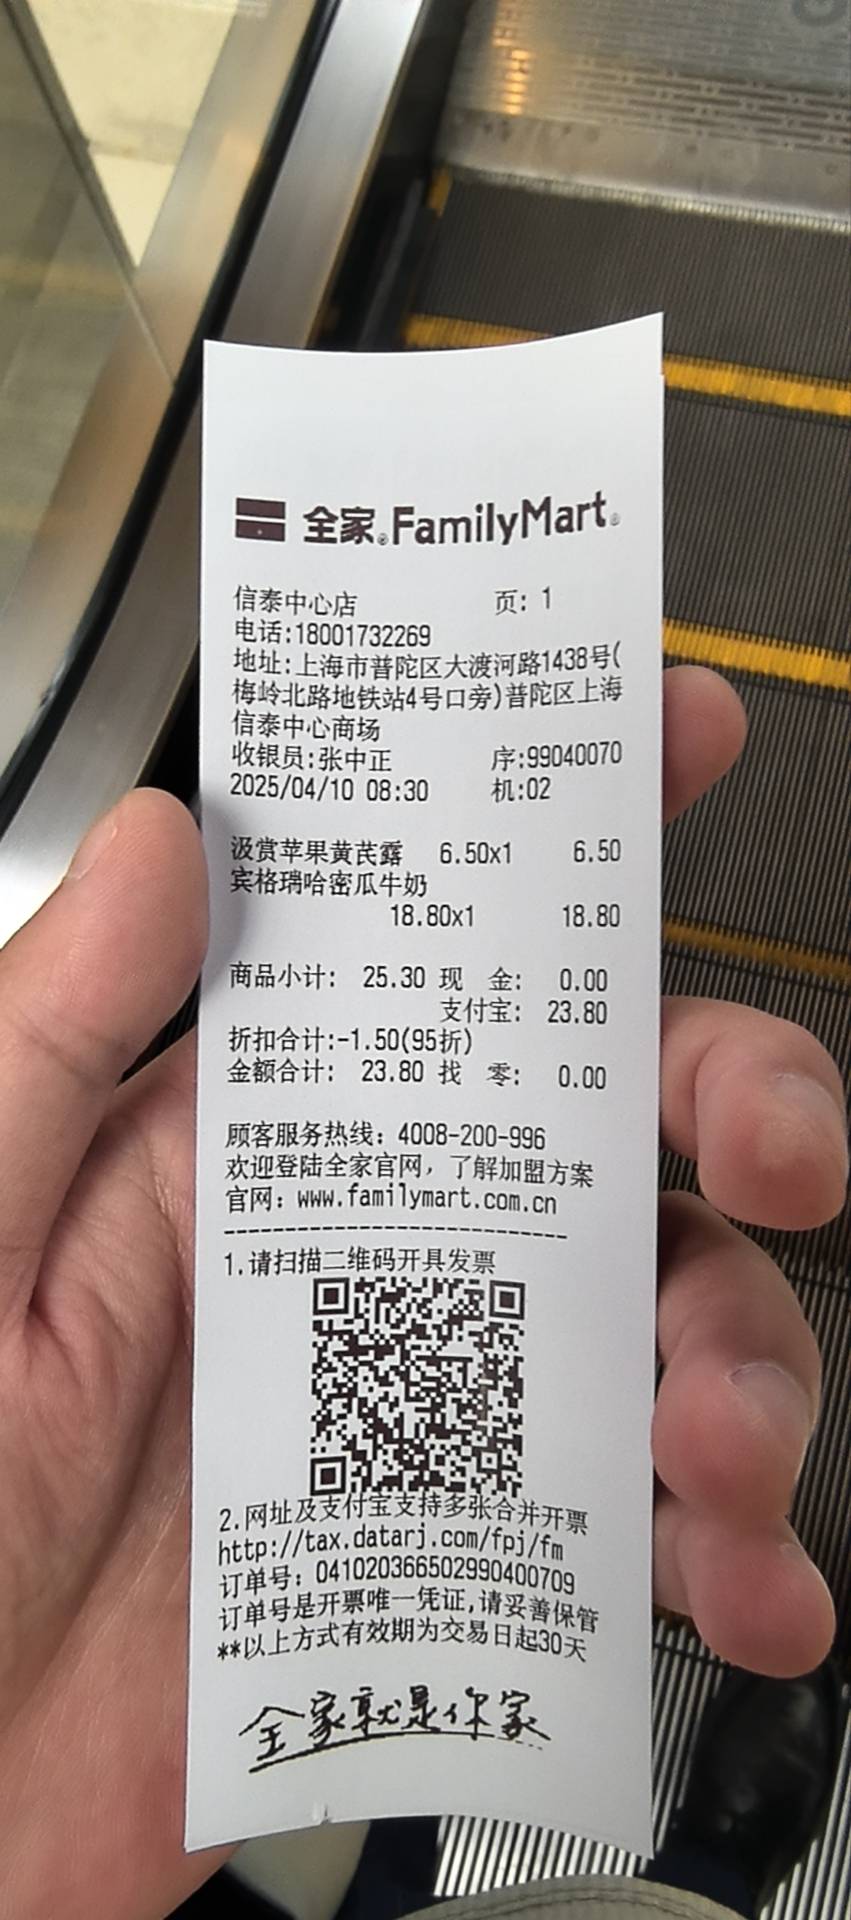 全家®FamilyMart®
信泰中心店 页: 1
电话:18001732269
地址:上海市普陀区大渡河路1438号(
梅岭北路地铁站4号口旁)普陀区上海
信泰中心商场
收银员:张中正 序:99040070
2025/04/10 08:30 机:02
汲赏苹果黄芪露 6.50x1 6.50
宾格瑞哈密瓜牛奶
18.80x1 18.80
商品小计: 25.30 现 金: 0.00
支付宝: 23.80
折扣合计:-1.50(95折)
金额合计: 23.80 找 零: 0.00
顾客服务热线: 4008-200-996
欢迎登陆全家官网，了解加盟方案
官网: www.familymart.com.cn
----------------------------
1.请扫描二维码开具发票
2.网址及支付宝支持多张合并开票
http://tax.datarj.com/fpj/fm
订单号: 041020366502990400709
订单号是开票唯一凭证,请妥善保管
**以上方式有效期为交易日起30天
全家就是你家